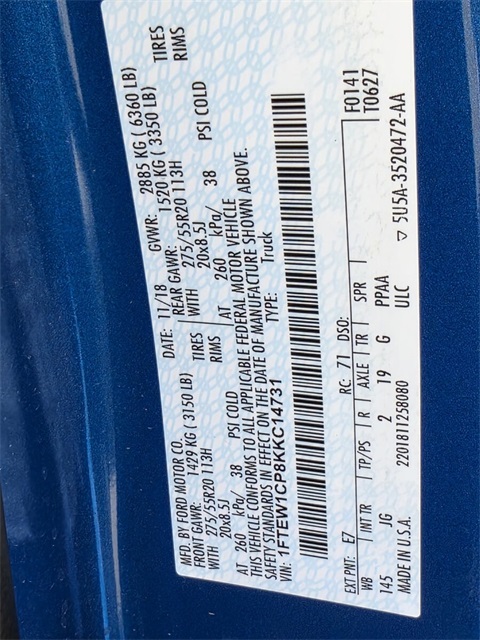 MFD. BY FORD MOTOR CO.
DATE: 11/18 GVWR: 2885 KG ( 6360 LB)
FRONT GAWR: 1429 KG ( 3150 LB) REAR GAWR: 1520 KG ( 3350 LB)
WITH 275/55R20 113H TIRES WITH 275/55R20 113H TIRES
20x8.5J RIMS 20x8.5J RIMS
AT 260 kPa/ 38 PSI COLD AT 260 kPa/ 38 PSI COLD
THIS VEHICLE CONFORMS TO ALL APPLICABLE FEDERAL MOTOR VEHICLE
SAFETY STANDARDS IN EFFECT ON THE DATE OF MANUFACTURE SHOWN ABOVE.
VIN: 1FTEW1CP8KKC14731 TYPE: Truck
F0141
T0627
EXT PNT: E7 RC: 71 DSO:
WB INT TR TP/PS R AXLE TR SPR
145 JG 2 19 G PPAA
MADE IN U.S.A. 2201811258080 ULC
▽ 5U5A-3520472-AA